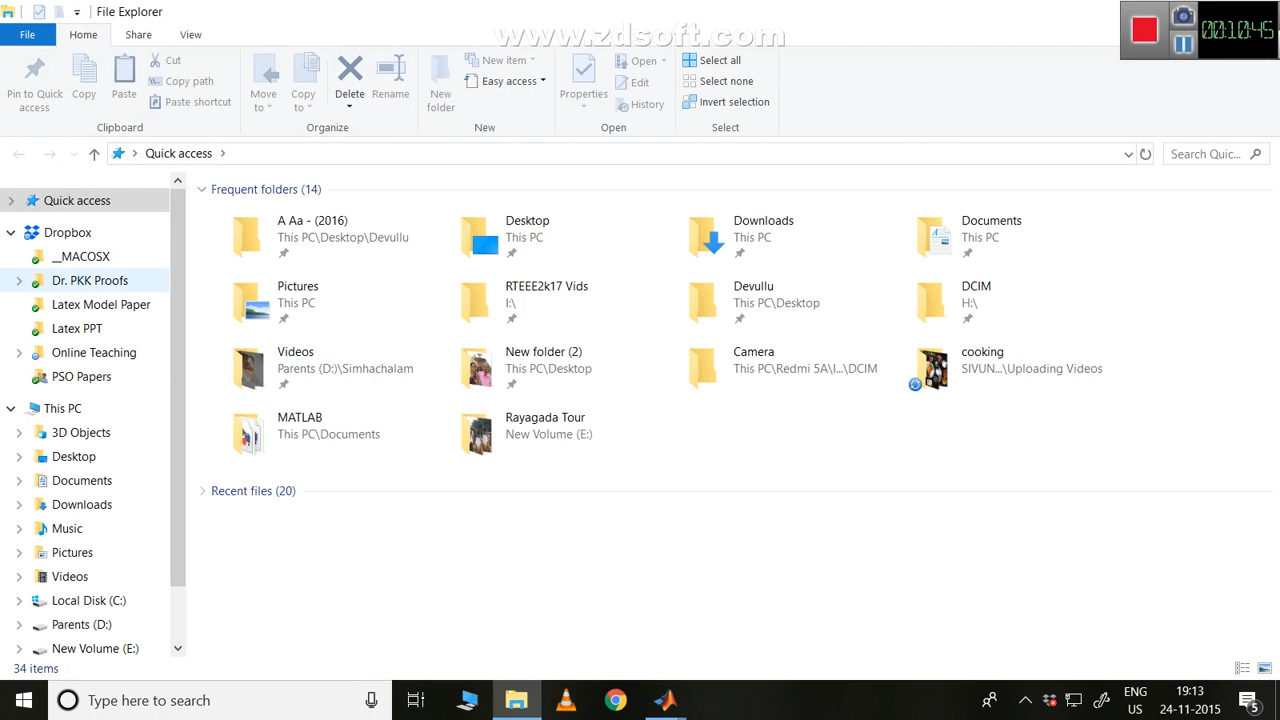 File Explorer
www.zdsoft.com
00:10:45
File Home Share View
Pin to Quick access
Copy
Paste
Cut
Copy path
Paste shortcut
Clipboard
Move to
Copy to
Delete
Rename
Organize
New folder
New item
Easy access
New
Properties
Open
Edit
History
Open
Select all
Select none
Invert selection
Select
Quick access
Search Quic...
Quick access
Dropbox
__MACOSX
Dr. PKK Proofs
Latex Model Paper
Latex PPT
Online Teaching
PSO Papers
This PC
3D Objects
Desktop
Documents
Downloads
Music
Pictures
Videos
Local Disk (C:)
Parents (D:)
New Volume (E:)
Frequent folders (14)
A Aa - (2016)
This PC\Desktop\Devullu
Desktop
This PC
Downloads
This PC
Documents
This PC
Pictures
This PC
RTEEE2k17 Vids
I:\
Devullu
This PC\Desktop
DCIM
H:\
Videos
Parents (D:)\Simhachalam
New folder (2)
This PC\Desktop
Camera
This PC\Redmi 5A\I...\DCIM
cooking
SIVUN...\Uploading Videos
MATLAB
This PC\Documents
Rayagada Tour
New Volume (E:)
Recent files (20)
34 items
Type here to search
ENG
US
19:13
24-11-2015
5